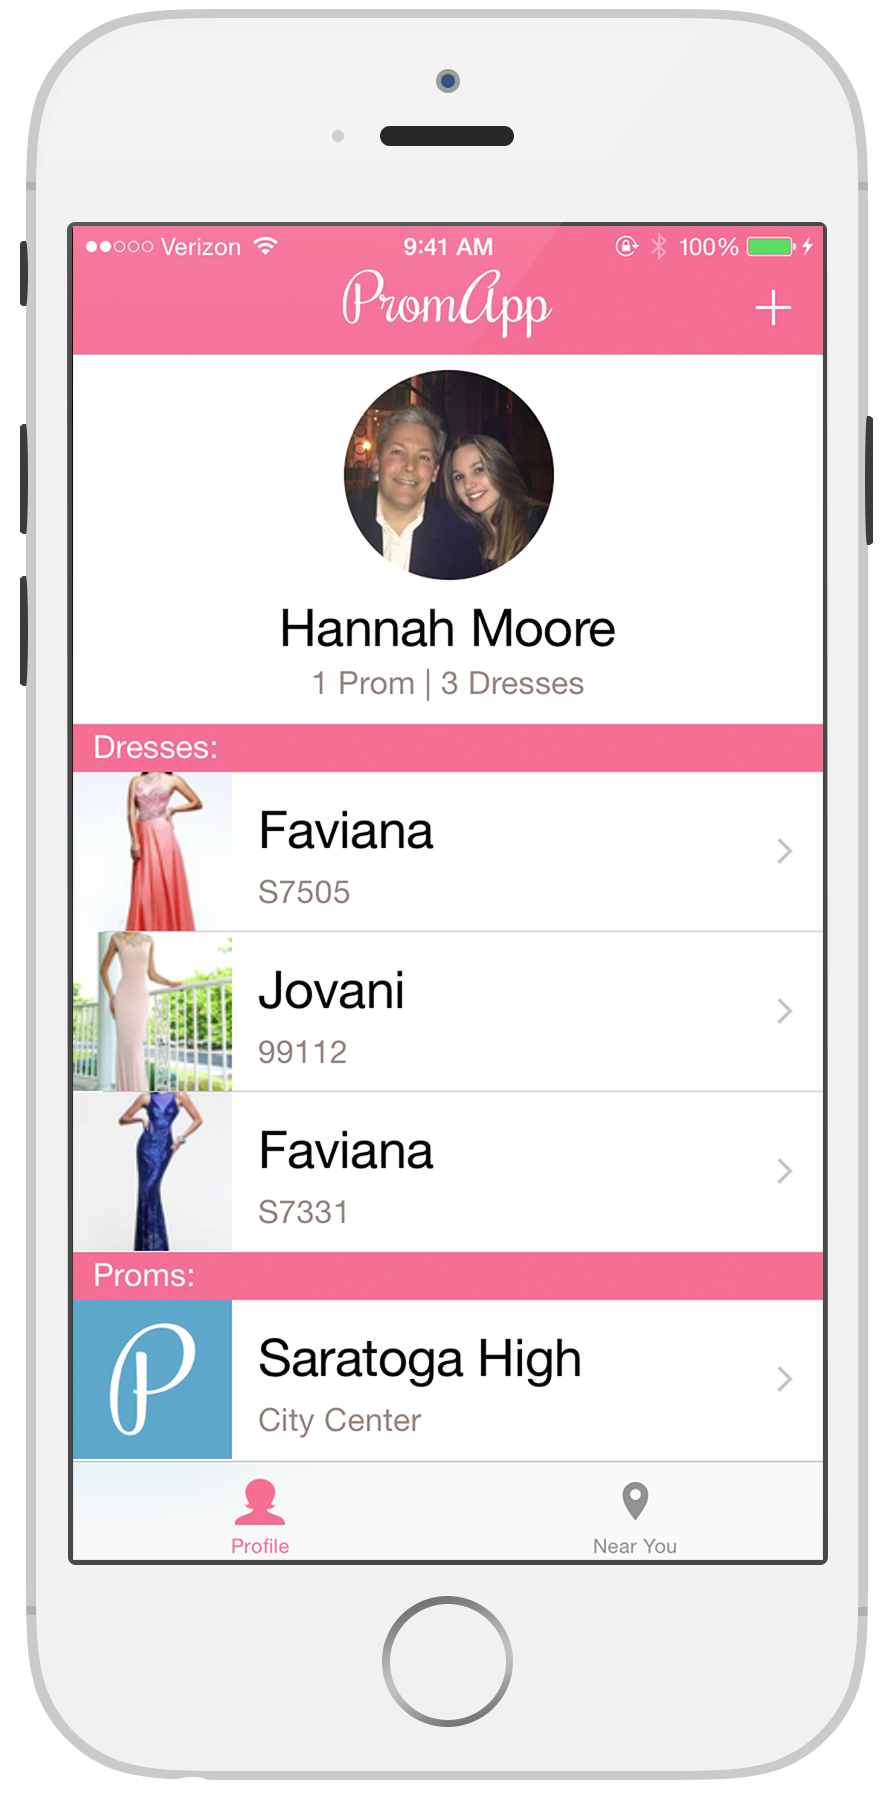 Verizon 9:41 AM 100%
PromApp +
Hannah Moore
1 Prom | 3 Dresses
Dresses:
Faviana
S7505
Jovani
99112
Faviana
S7331
Proms:
P
Saratoga High
City Center
Profile Near You